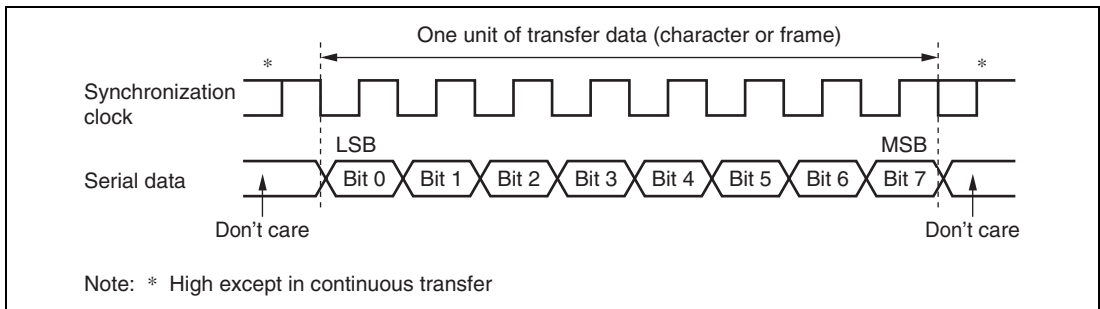 One unit of transfer data (character or frame)
* *
Synchronization
clock
LSB MSB
Serial data Bit 0 Bit 1 Bit 2 Bit 3 Bit 4 Bit 5 Bit 6 Bit 7
Don't care Don't care
Note: * High except in continuous transfer